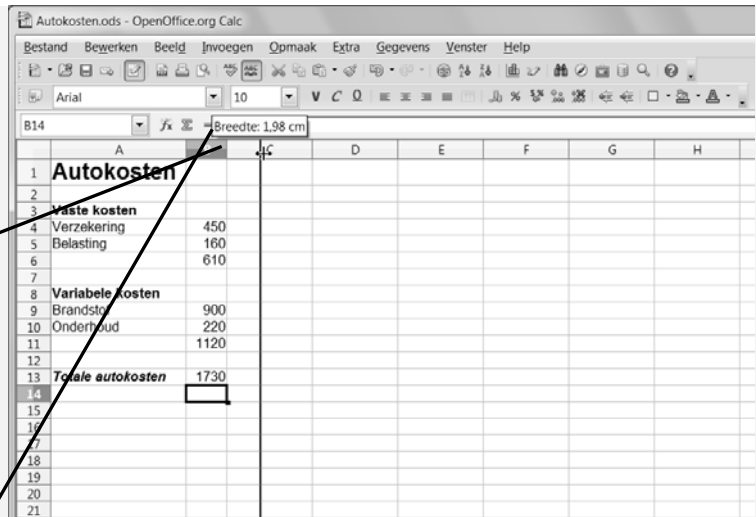 Autokosten.ods - OpenOffice.org Calc
Bestand Bewerken Beeld Invoegen Opmaak Extra Gegevens Venster Help
Arial 10 V C O
B14 Breedte: 1,98 cm
A C D E F G H
1 Autokosten
2
3 Vaste kosten
4 Verzekering 450
5 Belasting 160
6 610
7
8 Variabele kosten
9 Brandstof 900
10 Onderhoud 220
11 1120
12
13 Totale autokosten 1730
14
15
16
17
18
19
20
21